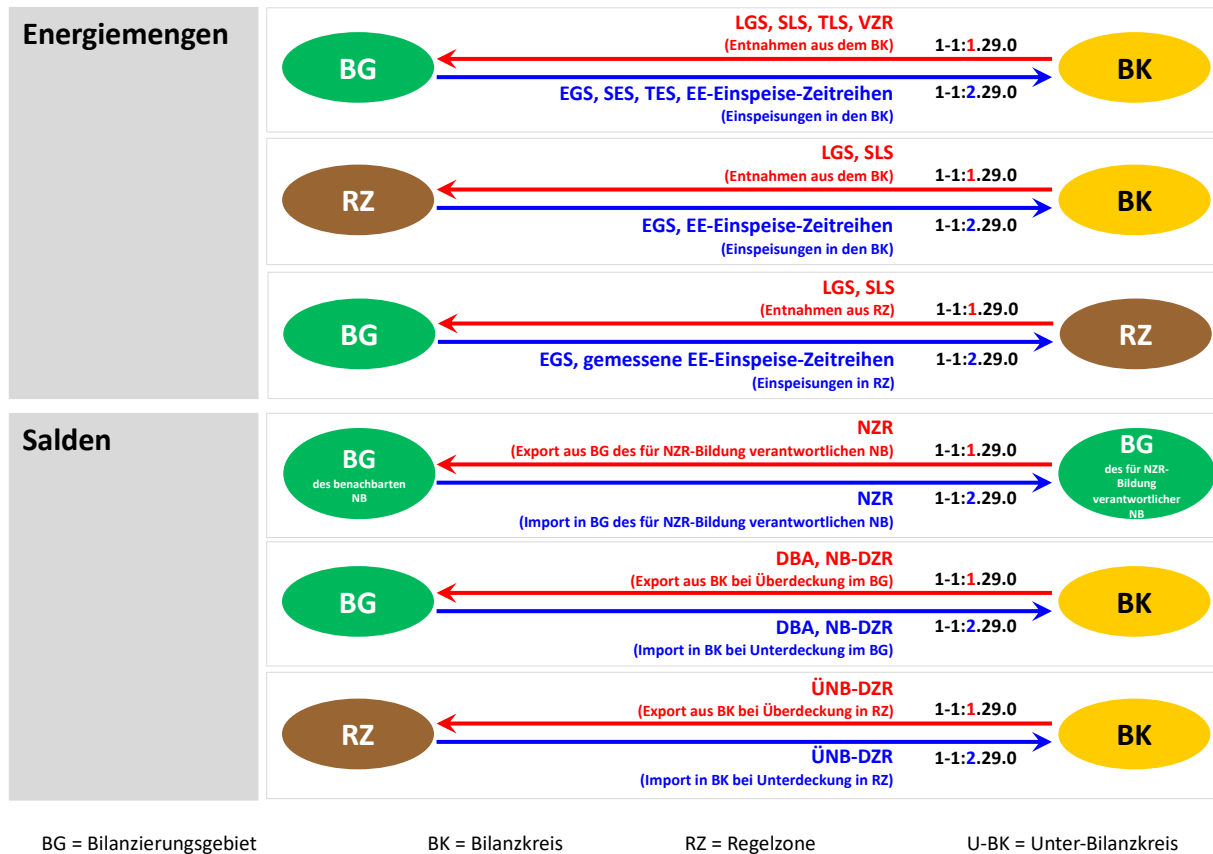 Energiemengen
LGS, SLS, TLS, VZR
(Entnahmen aus dem BK)
1-1:1.29.0
BG
BK
EGS, SES, TES, EE-Einspeise-Zeitreihen
1-1:2.29.0
(Einspeisungen in den BK)
LGS, SLS
(Entnahmen aus dem BK)
1-1:1.29.0
RZ
BK
EGS, EE-Einspeise-Zeitreihen
1-1:2.29.0
(Einspeisungen in den BK)
LGS, SLS
(Entnahmen aus RZ)
1-1:1.29.0
BG
RZ
EGS, gemessene EE-Einspeise-Zeitreihen
1-1:2.29.0
(Einspeisungen in RZ)
Salden
NZR
(Export aus BG des für NZR-Bildung verantwortlichen NB)
1-1:1.29.0
BG
des benachbarten
NB
BG
des für NZR-
Bildung
verantwortlicher
NB
NZR
1-1:2.29.0
(Import in BG des für NZR-Bildung verantwortlichen NB)
DBA, NB-DZR
(Export aus BK bei Überdeckung im BG)
1-1:1.29.0
BG
BK
DBA, NB-DZR
1-1:2.29.0
(Import in BK bei Unterdeckung im BG)
ÜNB-DZR
(Export aus BK bei Überdeckung in RZ)
1-1:1.29.0
RZ
BK
ÜNB-DZR
1-1:2.29.0
(Import in BK bei Unterdeckung in RZ)
BG = Bilanzierungsgebiet
BK = Bilanzkreis
RZ = Regelzone
U-BK = Unter-Bilanzkreis